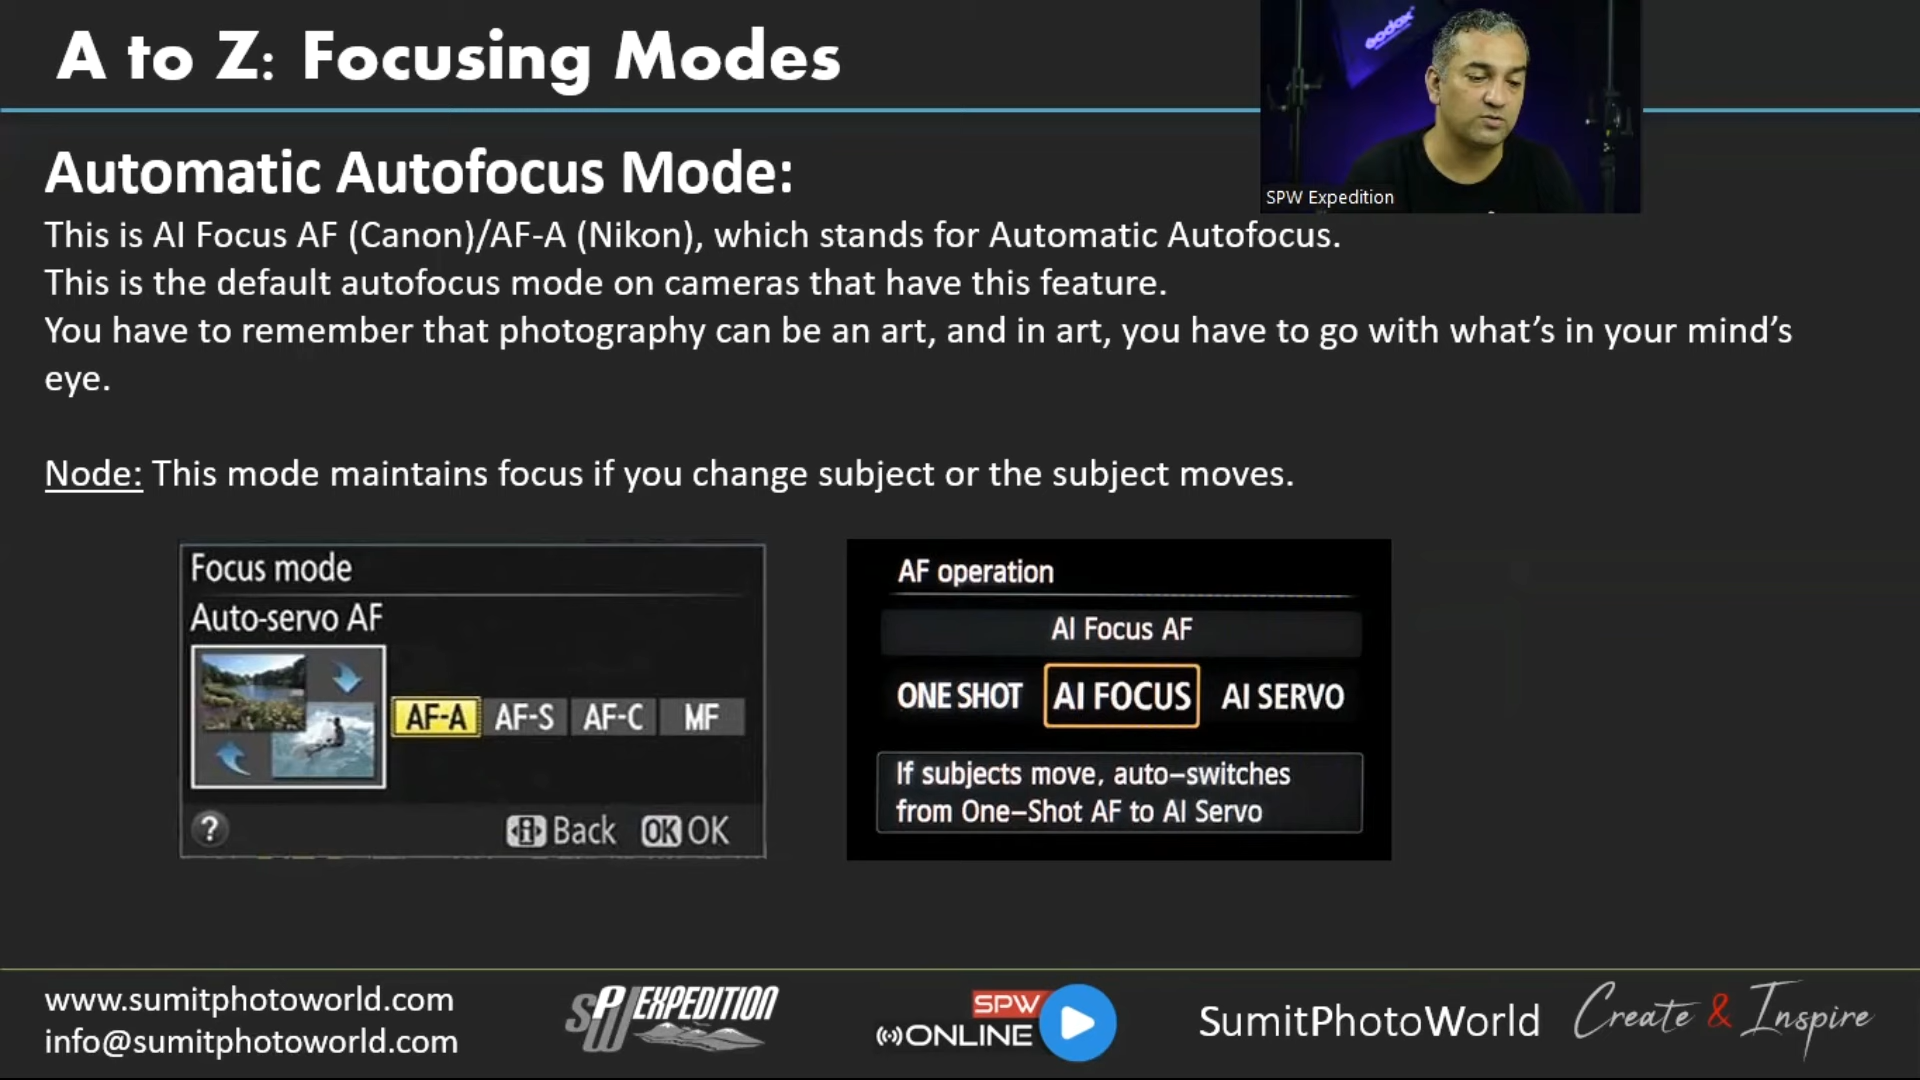 A to Z: Focusing Modes
Godox
SPW Expedition
Automatic Autofocus Mode:
This is AI Focus AF (Canon)/AF-A (Nikon), which stands for Automatic Autofocus.
This is the default autofocus mode on cameras that have this feature.
You have to remember that photography can be an art, and in art, you have to go with what's in your mind's
eye.
Node: This mode maintains focus if you change subject or the subject moves.
Focus mode
Auto-servo AF
AF-A AF-S AF-C MF
? Back OK OK
AF operation
AI Focus AF
ONE SHOT AI FOCUS AI SERVO
If subjects move, auto-switches
from One-Shot AF to AI Servo
www.sumitphotoworld.com
info@sumitphotoworld.com
SPW EXPEDITION
SPW
ONLINE
SumitPhotoWorld
Create & Inspire